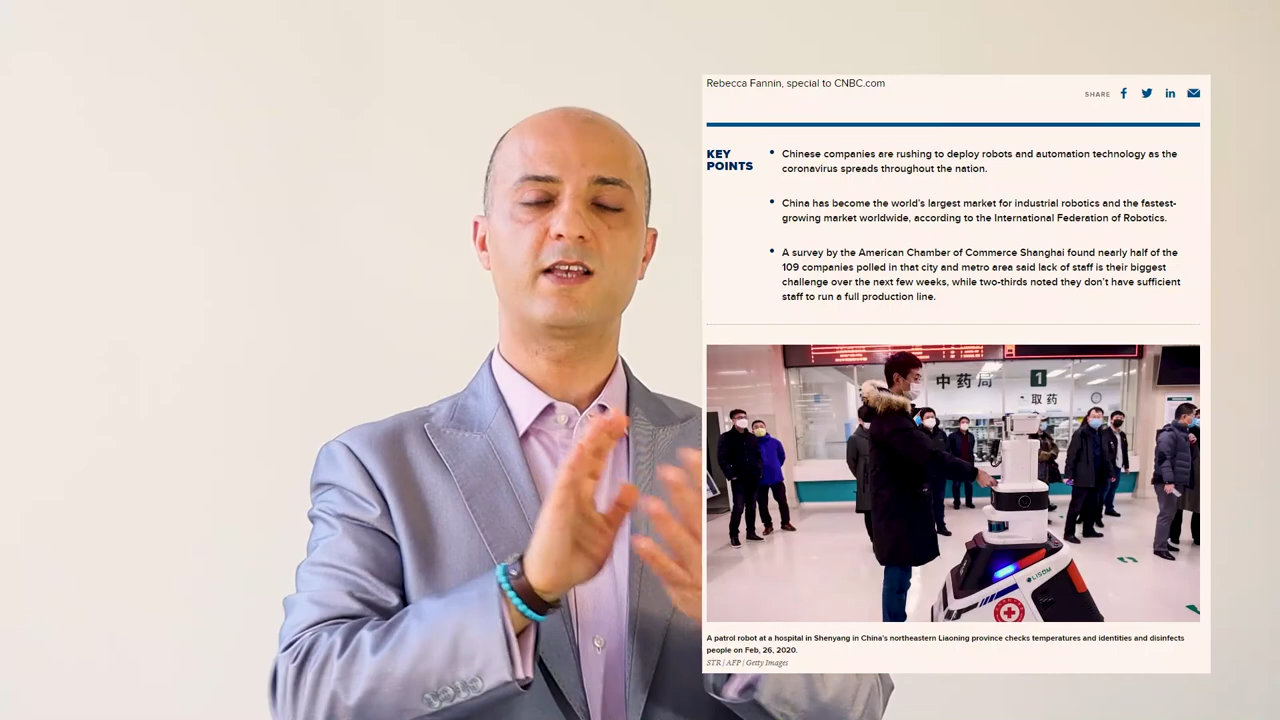 Rebecca Fannin, special to CNBC.com
SHARE
KEY
POINTS
Chinese companies are rushing to deploy robots and automation technology as the
coronavirus spreads throughout the nation.
China has become the world's largest market for industrial robotics and the fastest-
growing market worldwide, according to the International Federation of Robotics.
A survey by the American Chamber of Commerce Shanghai found nearly half of the
109 companies polled in that city and metro area said lack of staff is their biggest
challenge over the next few weeks, while two-thirds noted they don't have sufficient
staff to run a full production line.
中药局
1
取药
LISDM
A patrol robot at a hospital in Shenyang in China's northeastern Liaoning province checks temperatures and identities and disinfects
people on Feb, 26, 2020.
STR | AFP | Getty Images